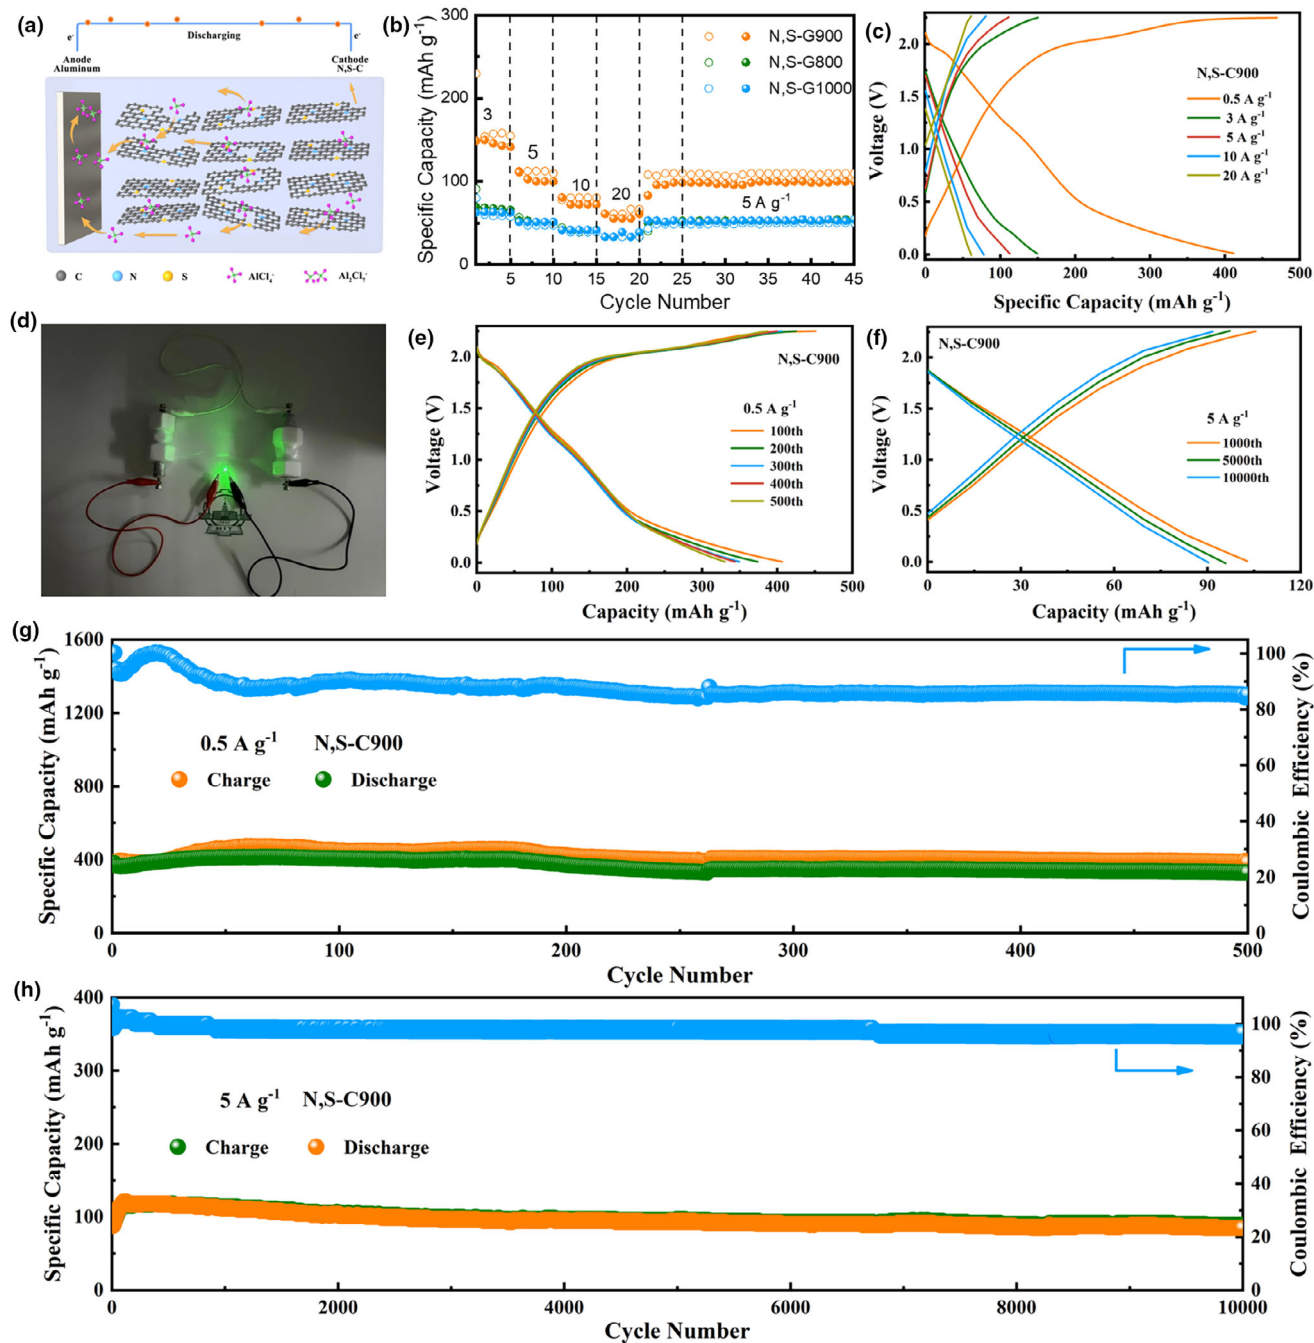 (a)
Discharging
e⁻
e⁻
Anode
Aluminum
Cathode
N,S-C
C
N
S
AlCl₄⁻
Al₂Cl₇⁻
(b)
Specific Capacity (mAh g⁻¹)
300
200
100
0
N,S-G900
N,S-G800
N,S-G1000
3
5
10
20
5 A g⁻¹
5
10
15
20
25
30
35
40
45
Cycle Number
(c)
Voltage (V)
2.0
1.5
1.0
0.5
0.0
N,S-C900
0.5 A g⁻¹
3 A g⁻¹
5 A g⁻¹
10 A g⁻¹
20 A g⁻¹
0
100
200
300
400
500
Specific Capacity (mAh g⁻¹)
(d)
(e)
Voltage (V)
2.0
1.5
1.0
0.5
0.0
N,S-C900
0.5 A g⁻¹
100th
200th
300th
400th
500th
0
100
200
300
400
500
Capacity (mAh g⁻¹)
(f)
Voltage (V)
2.0
1.5
1.0
0.5
0.0
N,S-C900
5 A g⁻¹
1000th
5000th
10000th
0
30
60
90
120
Capacity (mAh g⁻¹)
(g)
Specific Capacity (mAh g⁻¹)
1600
1200
800
400
0
0.5 A g⁻¹ N,S-C900
Charge Discharge
100
80
60
40
20
0
Coulombic Efficiency (%)
0
100
200
300
400
500
Cycle Number
(h)
Specific Capacity (mAh g⁻¹)
400
300
200
100
0
5 A g⁻¹ N,S-C900
Charge Discharge
100
80
60
40
20
0
Coulombic Efficiency (%)
0
2000
4000
6000
8000
10000
Cycle Number